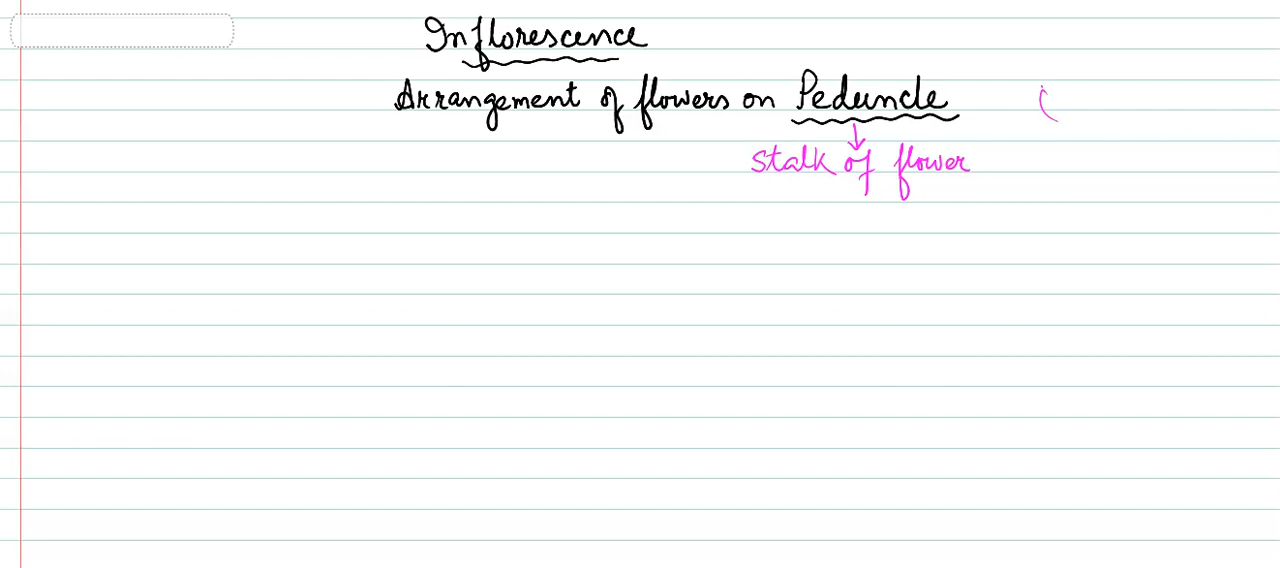 Inflorescence
Arrangement of flowers on Peduncle (
Stalk of flower